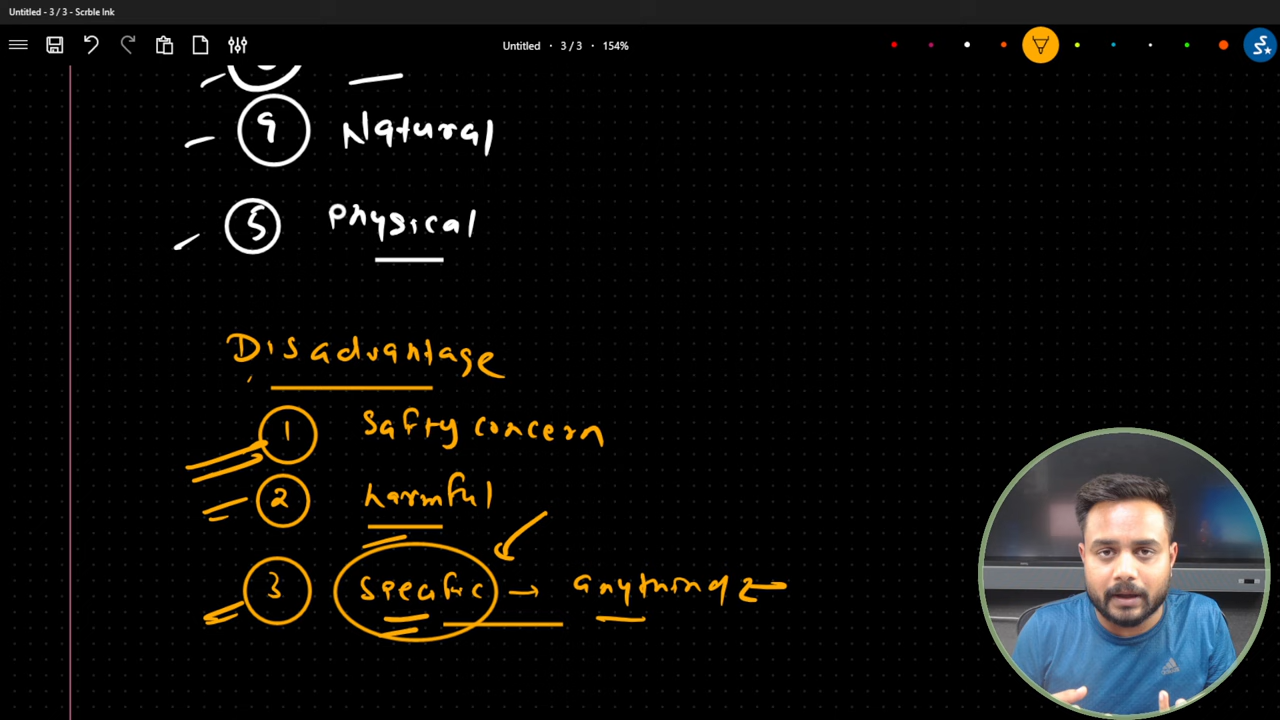 Untitled - 3 / 3 - Scrble Ink
Untitled • 3 / 3 • 154%
9 Natural
5 Physical
Disadvantage
1 Safty concern
2 harmful
3 Specific → anything